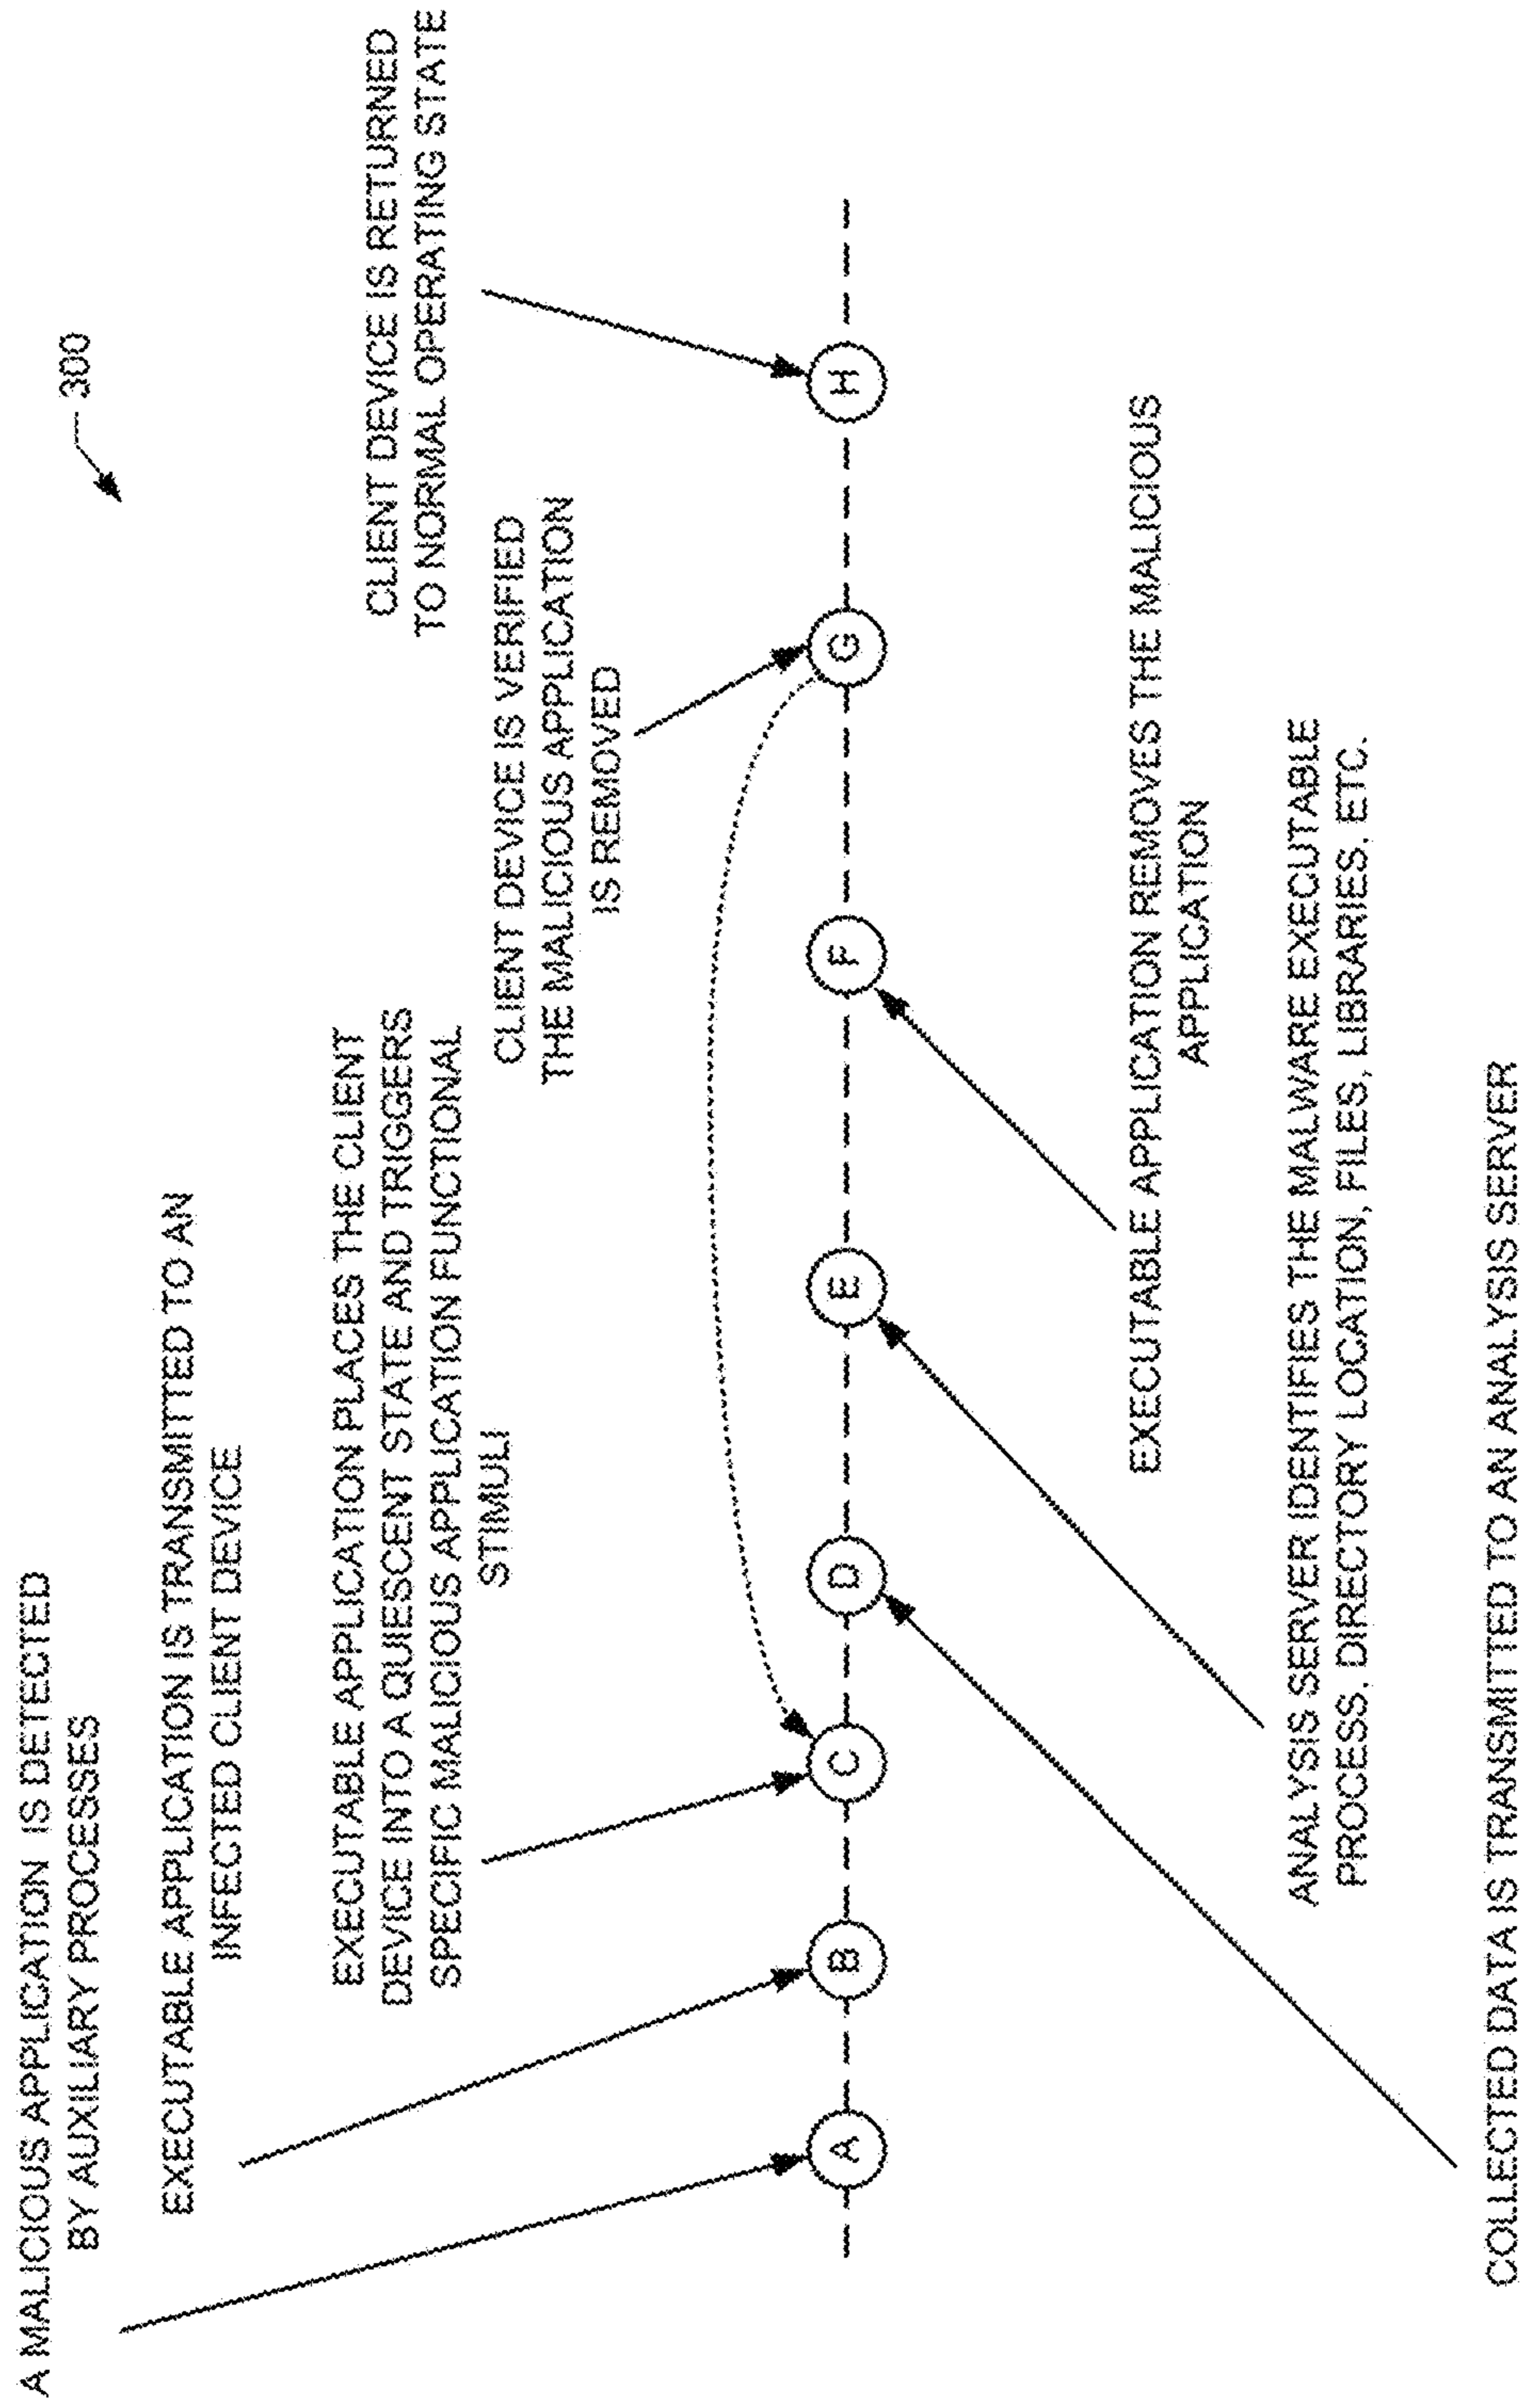 300
A MALICIOUS APPLICATION IS DETECTED
BY AUXILIARY PROCESSES
EXECUTABLE APPLICATION IS TRANSMITTED TO AN
INFECTED CLIENT DEVICE
EXECUTABLE APPLICATION PLACES THE CLIENT
DEVICE INTO A QUIESCENT STATE AND TRIGGERS
SPECIFIC MALICIOUS APPLICATION FUNCTIONAL
STIMULI
CLIENT DEVICE IS VERIFIED
THE MALICIOUS APPLICATION
IS REMOVED
CLIENT DEVICE IS RETURNED
TO NORMAL OPERATING STATE
A
B
C
D
E
F
G
H
EXECUTABLE APPLICATION REMOVES THE MALICIOUS
APPLICATION
ANALYSIS SERVER IDENTIFIES THE MALWARE EXECUTABLE
PROCESS, DIRECTORY LOCATION, FILES, LIBRARIES, ETC.
COLLECTED DATA IS TRANSMITTED TO AN ANALYSIS SERVER